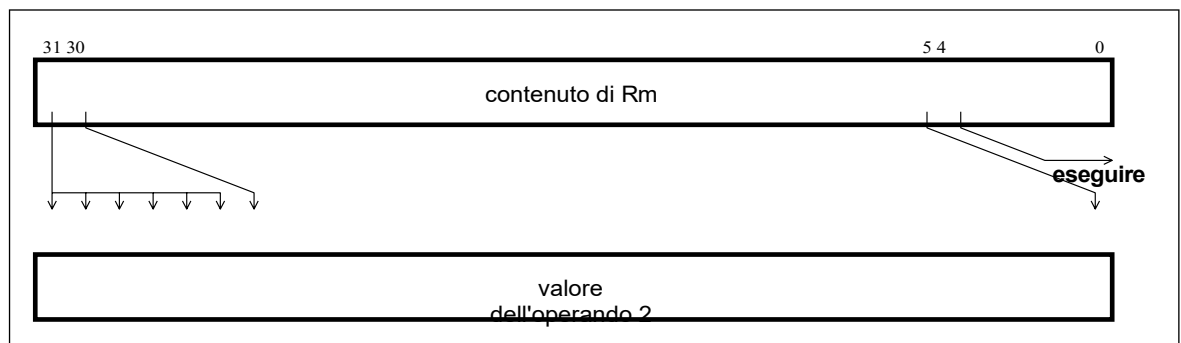 31 30 5 4 0
contenuto di Rm
eseguire
valore
dell'operando 2